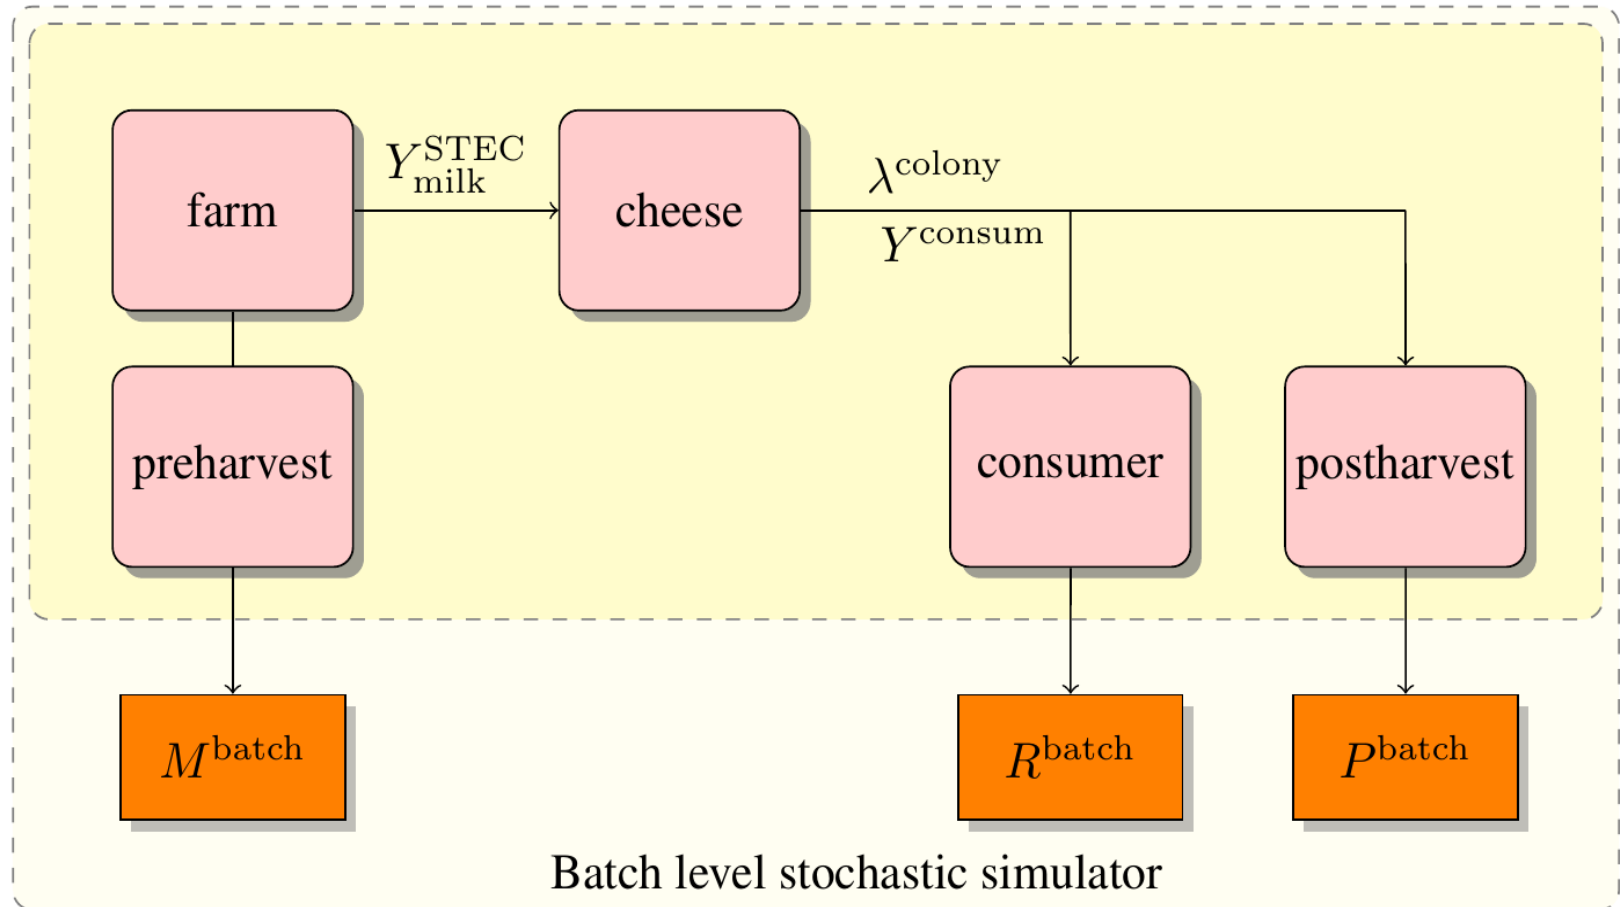 farm
Y^STEC_milk
cheese
λ^colony
Y^consum
preharvest
consumer
postharvest
M^batch
R^batch
P^batch
Batch level stochastic simulator